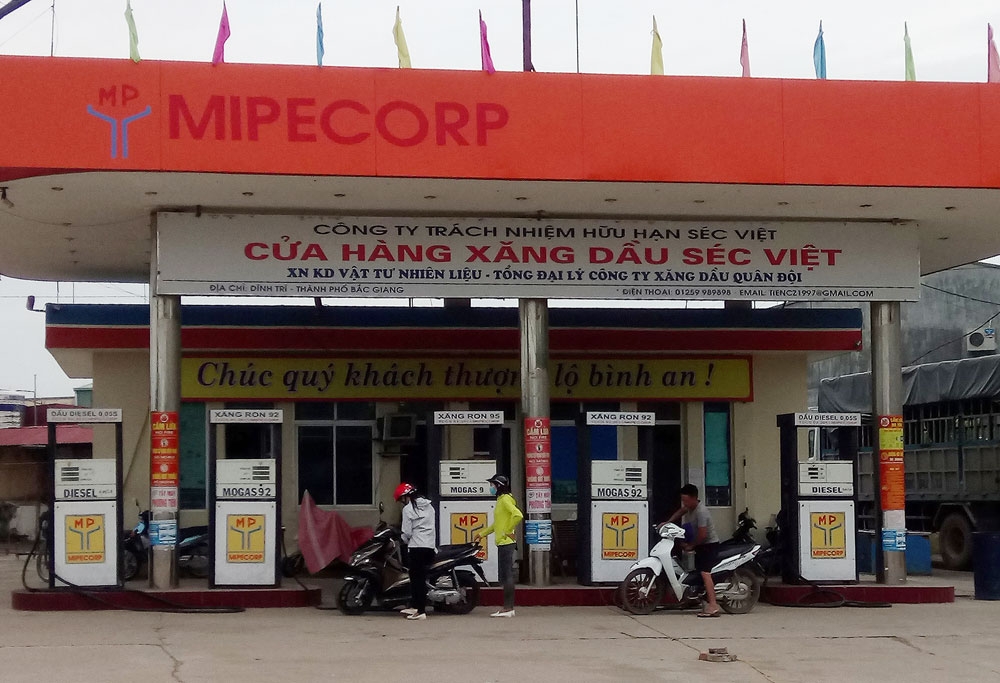 MP
MIPECORP
CÔNG TY TRÁCH NHIỆM HỮU HẠN SÉC VIỆT
CỬA HÀNG XĂNG DẦU SÉC VIỆT
XN KD VẬT TƯ NHIÊN LIỆU - TỔNG ĐẠI LÝ CÔNG TY XĂNG DẦU QUÂN ĐỘI
ĐỊA CHỈ: DĨNH TRÌ - THÀNH PHỐ BẮC GIANG
ĐIỆN THOẠI: 01259 989898 EMAIL: TIENCZ1997@GMAIL.COM
Chúc quý khách thượng lộ bình an !
DẦU DIESEL 0,05S
XĂNG RON 92
XĂNG RON 95
XĂNG RON 92
DẦU DIESEL 0,05S
CẤM LỬA
DIESEL
MOGAS 92
MOGAS 9
MOGAS 92
DIESEL
MP
MIPECORP
MP
MIPECORP
MP
MP
MIPECORP
MP
MIPECORP